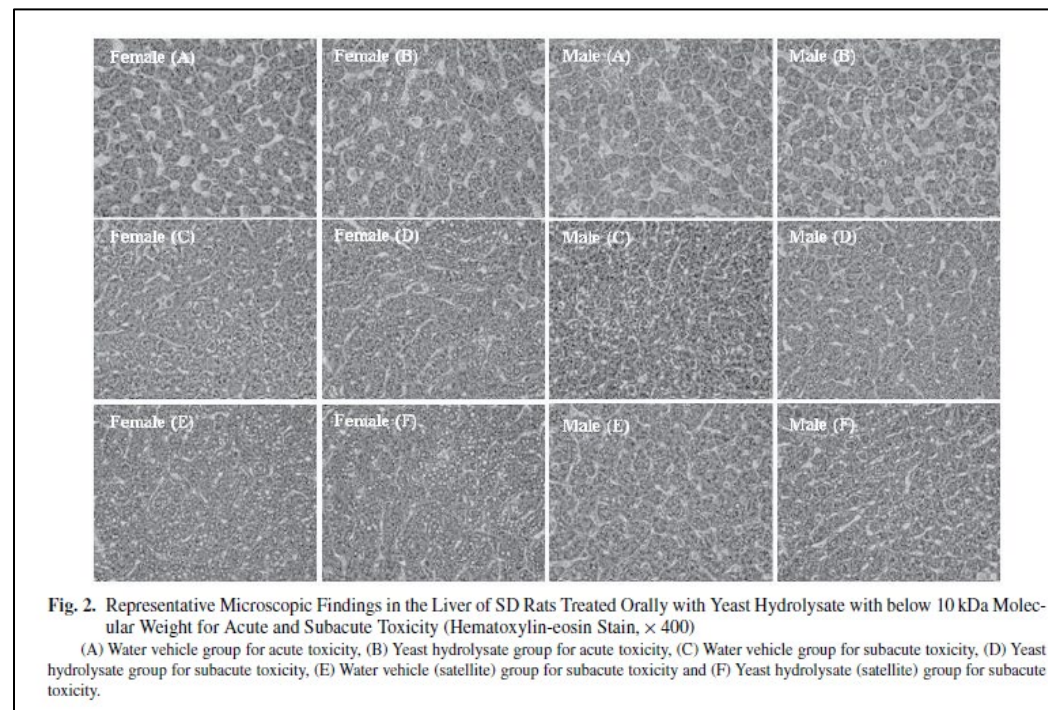 Female (A) Female (B) Male (A) Male (B)
Female (C) Female (D) Male (C) Male (D)
Female (E) Female (F) Male (E) Male (F)
Fig. 2. Representative Microscopic Findings in the Liver of SD Rats Treated Orally with Yeast Hydrolysate with below 10 kDa Molec-
ular Weight for Acute and Subacute Toxicity (Hematoxylin-eosin Stain, × 400)
(A) Water vehicle group for acute toxicity, (B) Yeast hydrolysate group for acute toxicity, (C) Water vehicle group for subacute toxicity, (D) Yeast
hydrolysate group for subacute toxicity, (E) Water vehicle (satellite) group for subacute toxicity and (F) Yeast hydrolysate (satellite) group for subacute
toxicity.